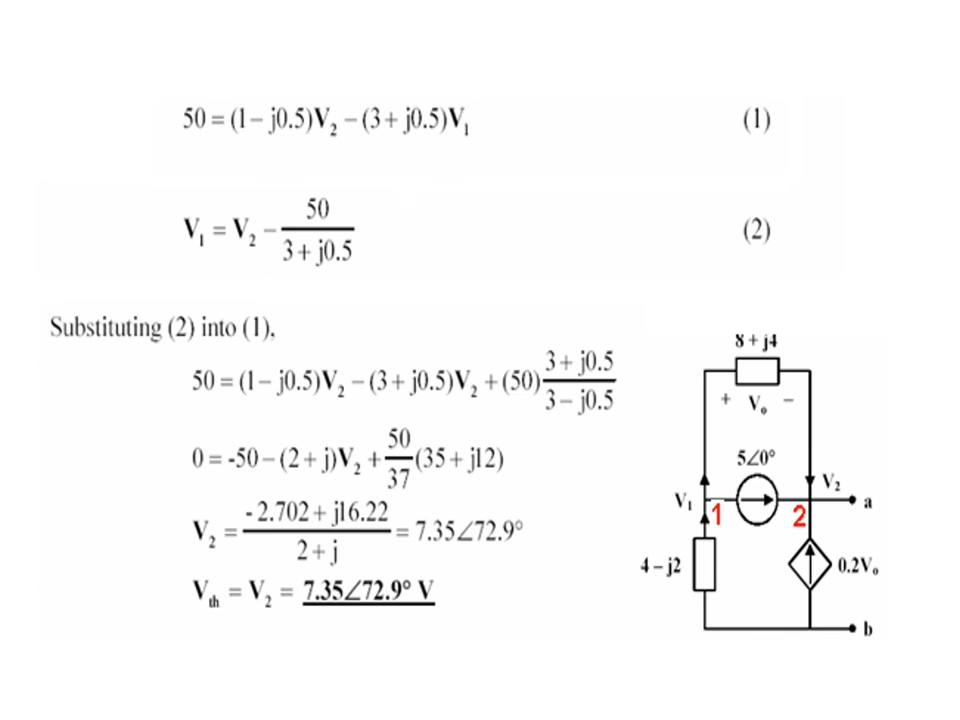 50 = (1 – j0.5)V₂ – (3 + j0.5)V₁ (1)
V₁ = V₂ – 50/(3 + j0.5) (2)
Substituting (2) into (1),
50 = (1 – j0.5)V₂ – (3 + j0.5)V₂ + (50) (3 + j0.5)/(3 – j0.5)
0 = -50 – (2 + j)V₂ + 50/37 (35 + j12)
V₂ = (- 2.702 + j16.22)/(2 + j) = 7.35∠72.9°
Vth = V₂ = 7.35∠72.9° V
8 + j4
+ Vₒ –
5∠0°
V₁ 1 2 V₂ a
4 – j2 0.2Vₒ
b